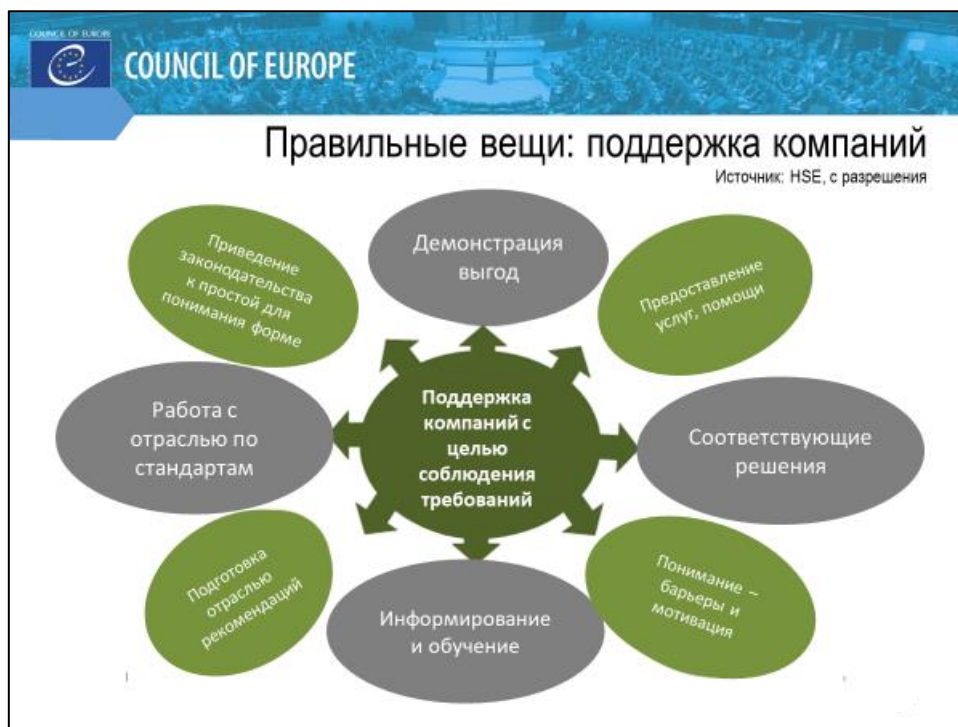 COUNCIL OF EUROPE
COUNCIL OF EUROPE
Правильные вещи: поддержка компаний
Источник: HSE, с разрешения
Демонстрация
выгод
Приведение
законодательства
к простой для
понимания форме
Предоставление
услуг, помощи
Работа с
отраслью по
стандартам
Поддержка
компаний с
целью
соблюдения
требований
Соответствующие
решения
Подготовка
отраслью
рекомендаций
Информирование
и обучение
Понимание –
барьеры и
мотивация